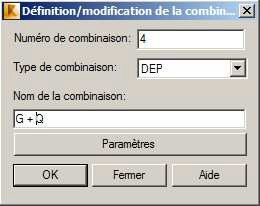 Définition/modification de la combin...
Numéro de combinaison: 4
Type de combinaison: DEP
Nom de la combinaison:
G + Q
Paramètres
OK Fermer Aide